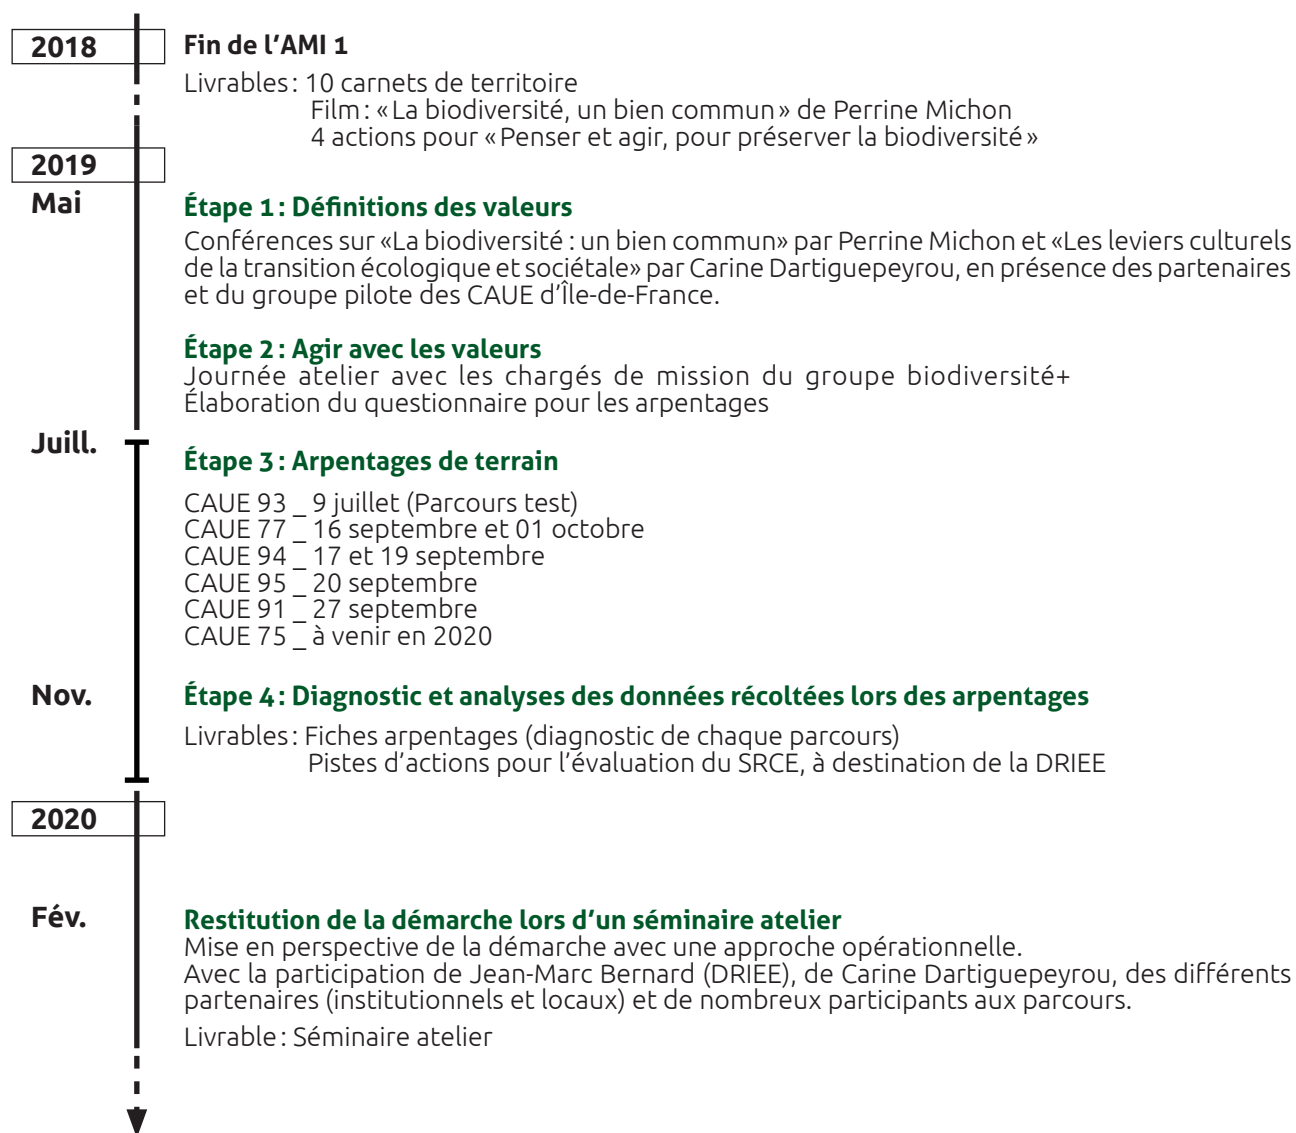 2018
Fin de l’AMI 1
Livrables : 10 carnets de territoire
Film : « La biodiversité, un bien commun » de Perrine Michon
4 actions pour « Penser et agir, pour préserver la biodiversité »
2019
Mai
Étape 1 : Définitions des valeurs
Conférences sur «La biodiversité : un bien commun» par Perrine Michon et «Les leviers culturels
de la transition écologique et sociétale» par Carine Dartiguepeyrou, en présence des partenaires
et du groupe pilote des CAUE d’Île-de-France.
Étape 2 : Agir avec les valeurs
Journée atelier avec les chargés de mission du groupe biodiversité+
Élaboration du questionnaire pour les arpentages
Juill.
Étape 3 : Arpentages de terrain
CAUE 93 _ 9 juillet (Parcours test)
CAUE 77 _ 16 septembre et 01 octobre
CAUE 94 _ 17 et 19 septembre
CAUE 95 _ 20 septembre
CAUE 91 _ 27 septembre
CAUE 75 _ à venir en 2020
Nov.
Étape 4 : Diagnostic et analyses des données récoltées lors des arpentages
Livrables : Fiches arpentages (diagnostic de chaque parcours)
Pistes d’actions pour l’évaluation du SRCE, à destination de la DRIEE
2020
Fév.
Restitution de la démarche lors d’un séminaire atelier
Mise en perspective de la démarche avec une approche opérationnelle.
Avec la participation de Jean-Marc Bernard (DRIEE), de Carine Dartiguepeyrou, des différents
partenaires (institutionnels et locaux) et de nombreux participants aux parcours.
Livrable : Séminaire atelier